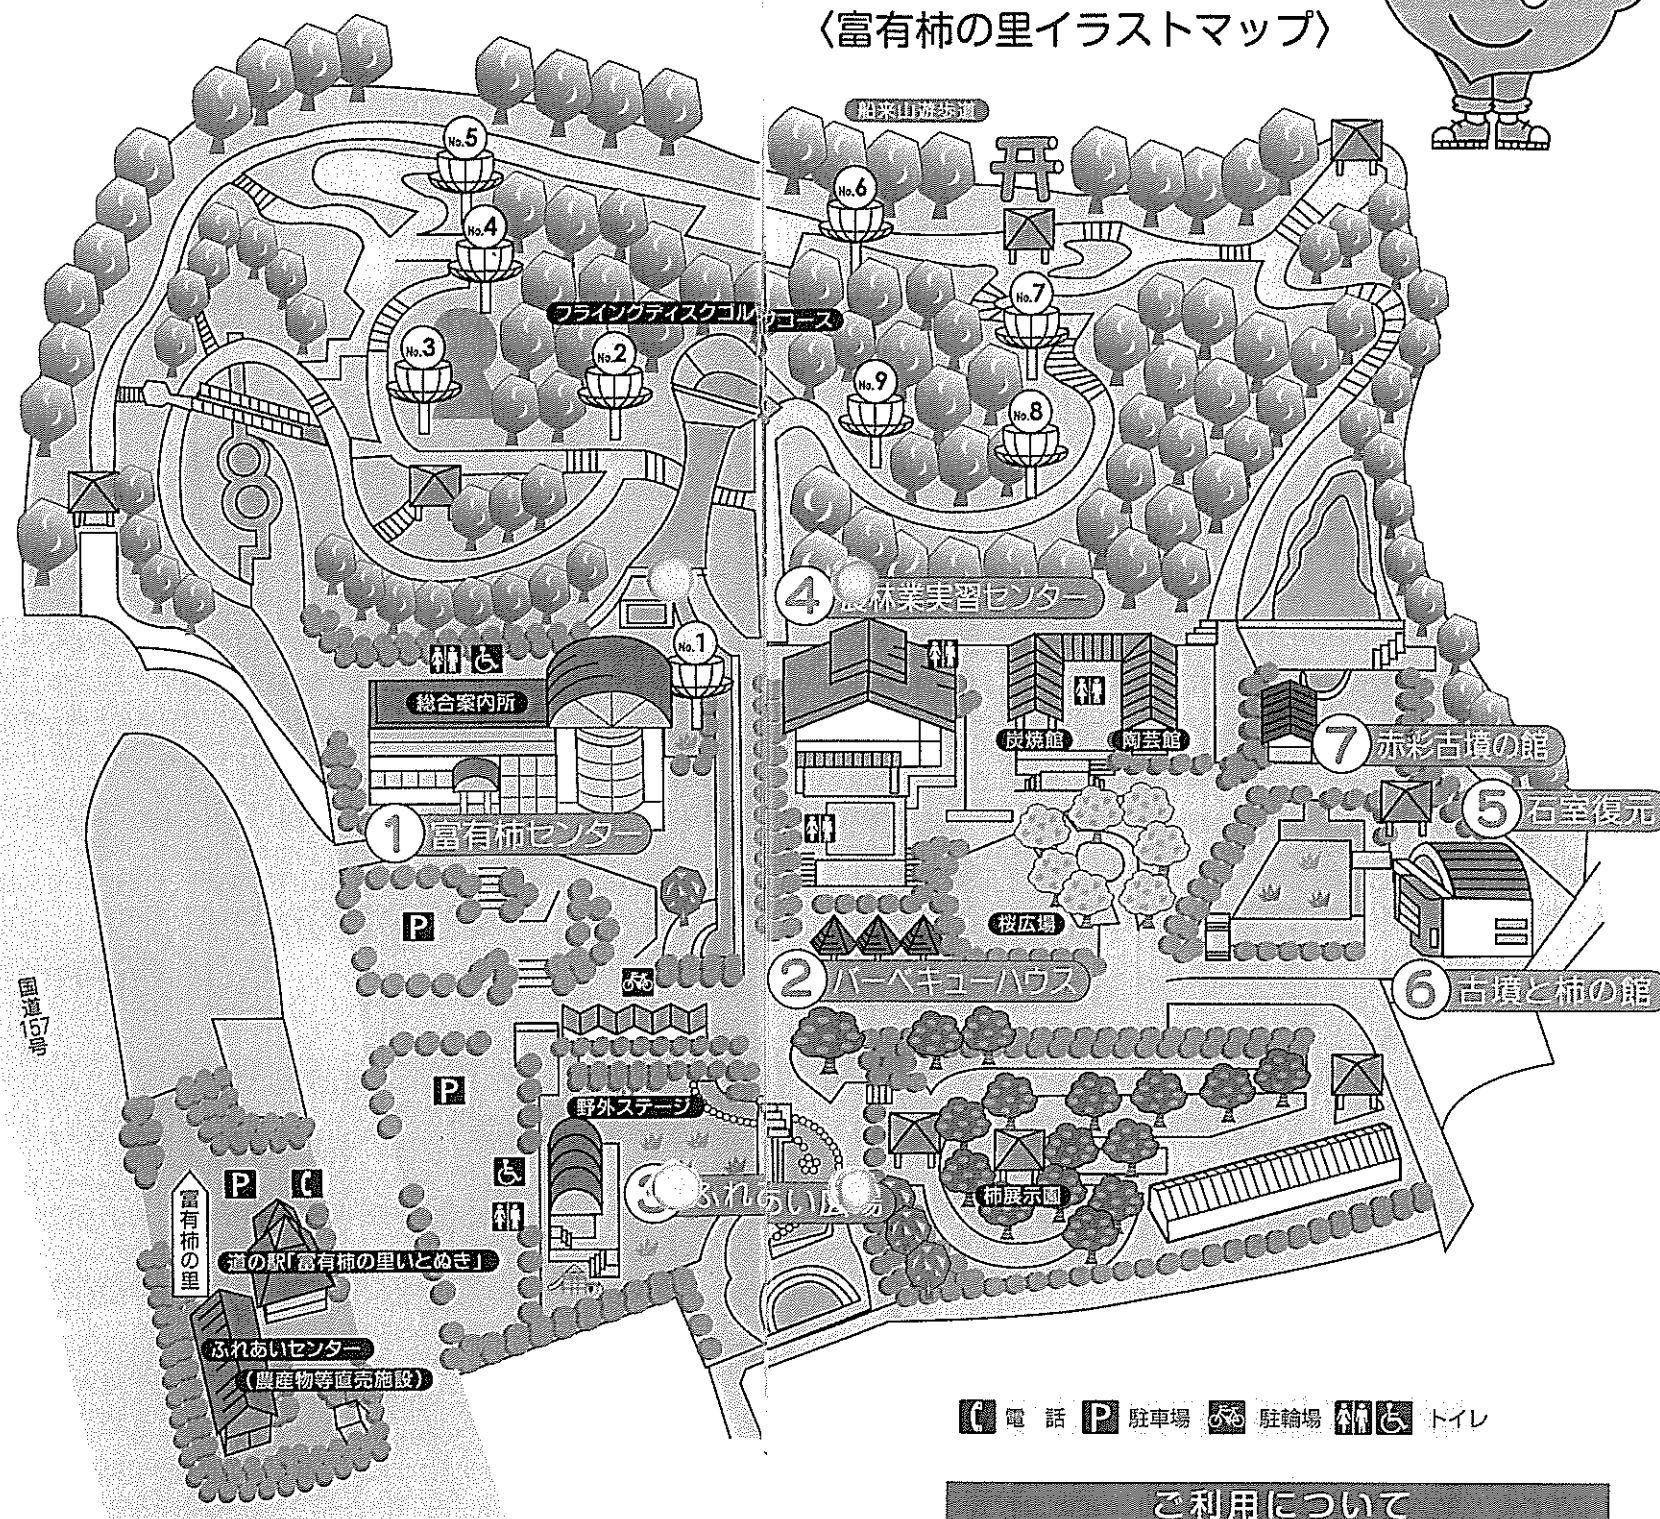 〈富有柿の里イラストマップ〉
船来山遊歩道
No.5
No.6
No.4
No.7
フライングディスクゴルフコース
No.3
No.2
No.9
No.8
④農林業実習センター
No.1
総合案内所
炭焼館
陶芸館
⑦赤彩古墳の館
⑤石室復元
①富有柿センター
P
桜広場
②バーベキューハウス
⑥古墳と柿の館
国道157号
P
野外ステージ
③ふれあい広場
柿展示園
P
富有柿の里
道の駅「富有柿の里いとぬき」
ふれあいセンター
(農産物等直売施設)
電話 P 駐車場 駐輪場 トイレ
ご利用について